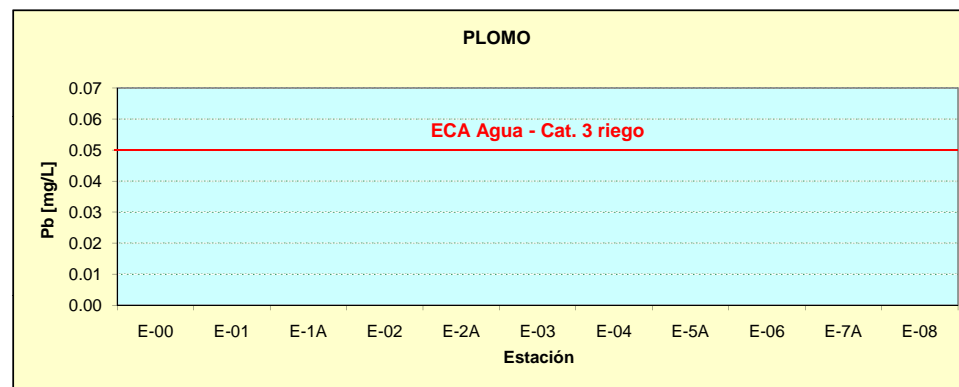 PLOMO
0.07
0.06
0.05
0.04
0.03
0.02
0.01
0.00
Pb [mg/L]
ECA Agua - Cat. 3 riego
E-00 E-01 E-1A E-02 E-2A E-03 E-04 E-5A E-06 E-7A E-08
Estación